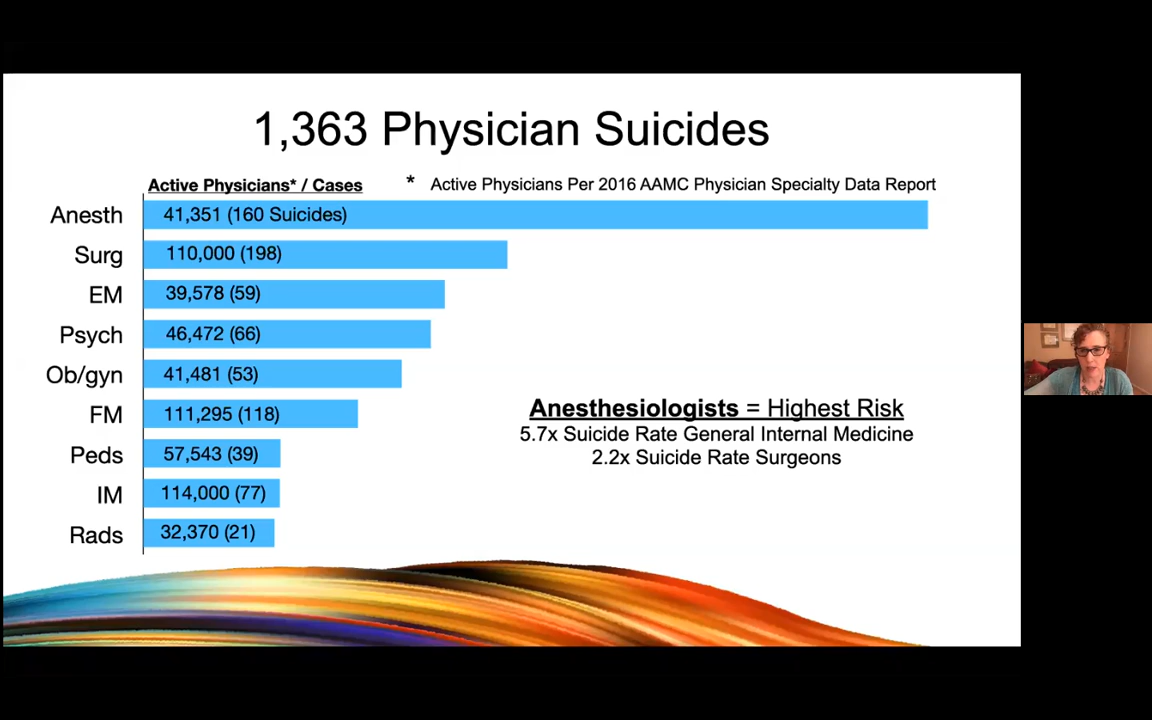 1,363 Physician Suicides
Active Physicians* / Cases
* Active Physicians Per 2016 AAMC Physician Specialty Data Report
Anesth 41,351 (160 Suicides)
Surg 110,000 (198)
EM 39,578 (59)
Psych 46,472 (66)
Ob/gyn 41,481 (53)
FM 111,295 (118)
Peds 57,543 (39)
IM 114,000 (77)
Rads 32,370 (21)
Anesthesiologists = Highest Risk
5.7x Suicide Rate General Internal Medicine
2.2x Suicide Rate Surgeons